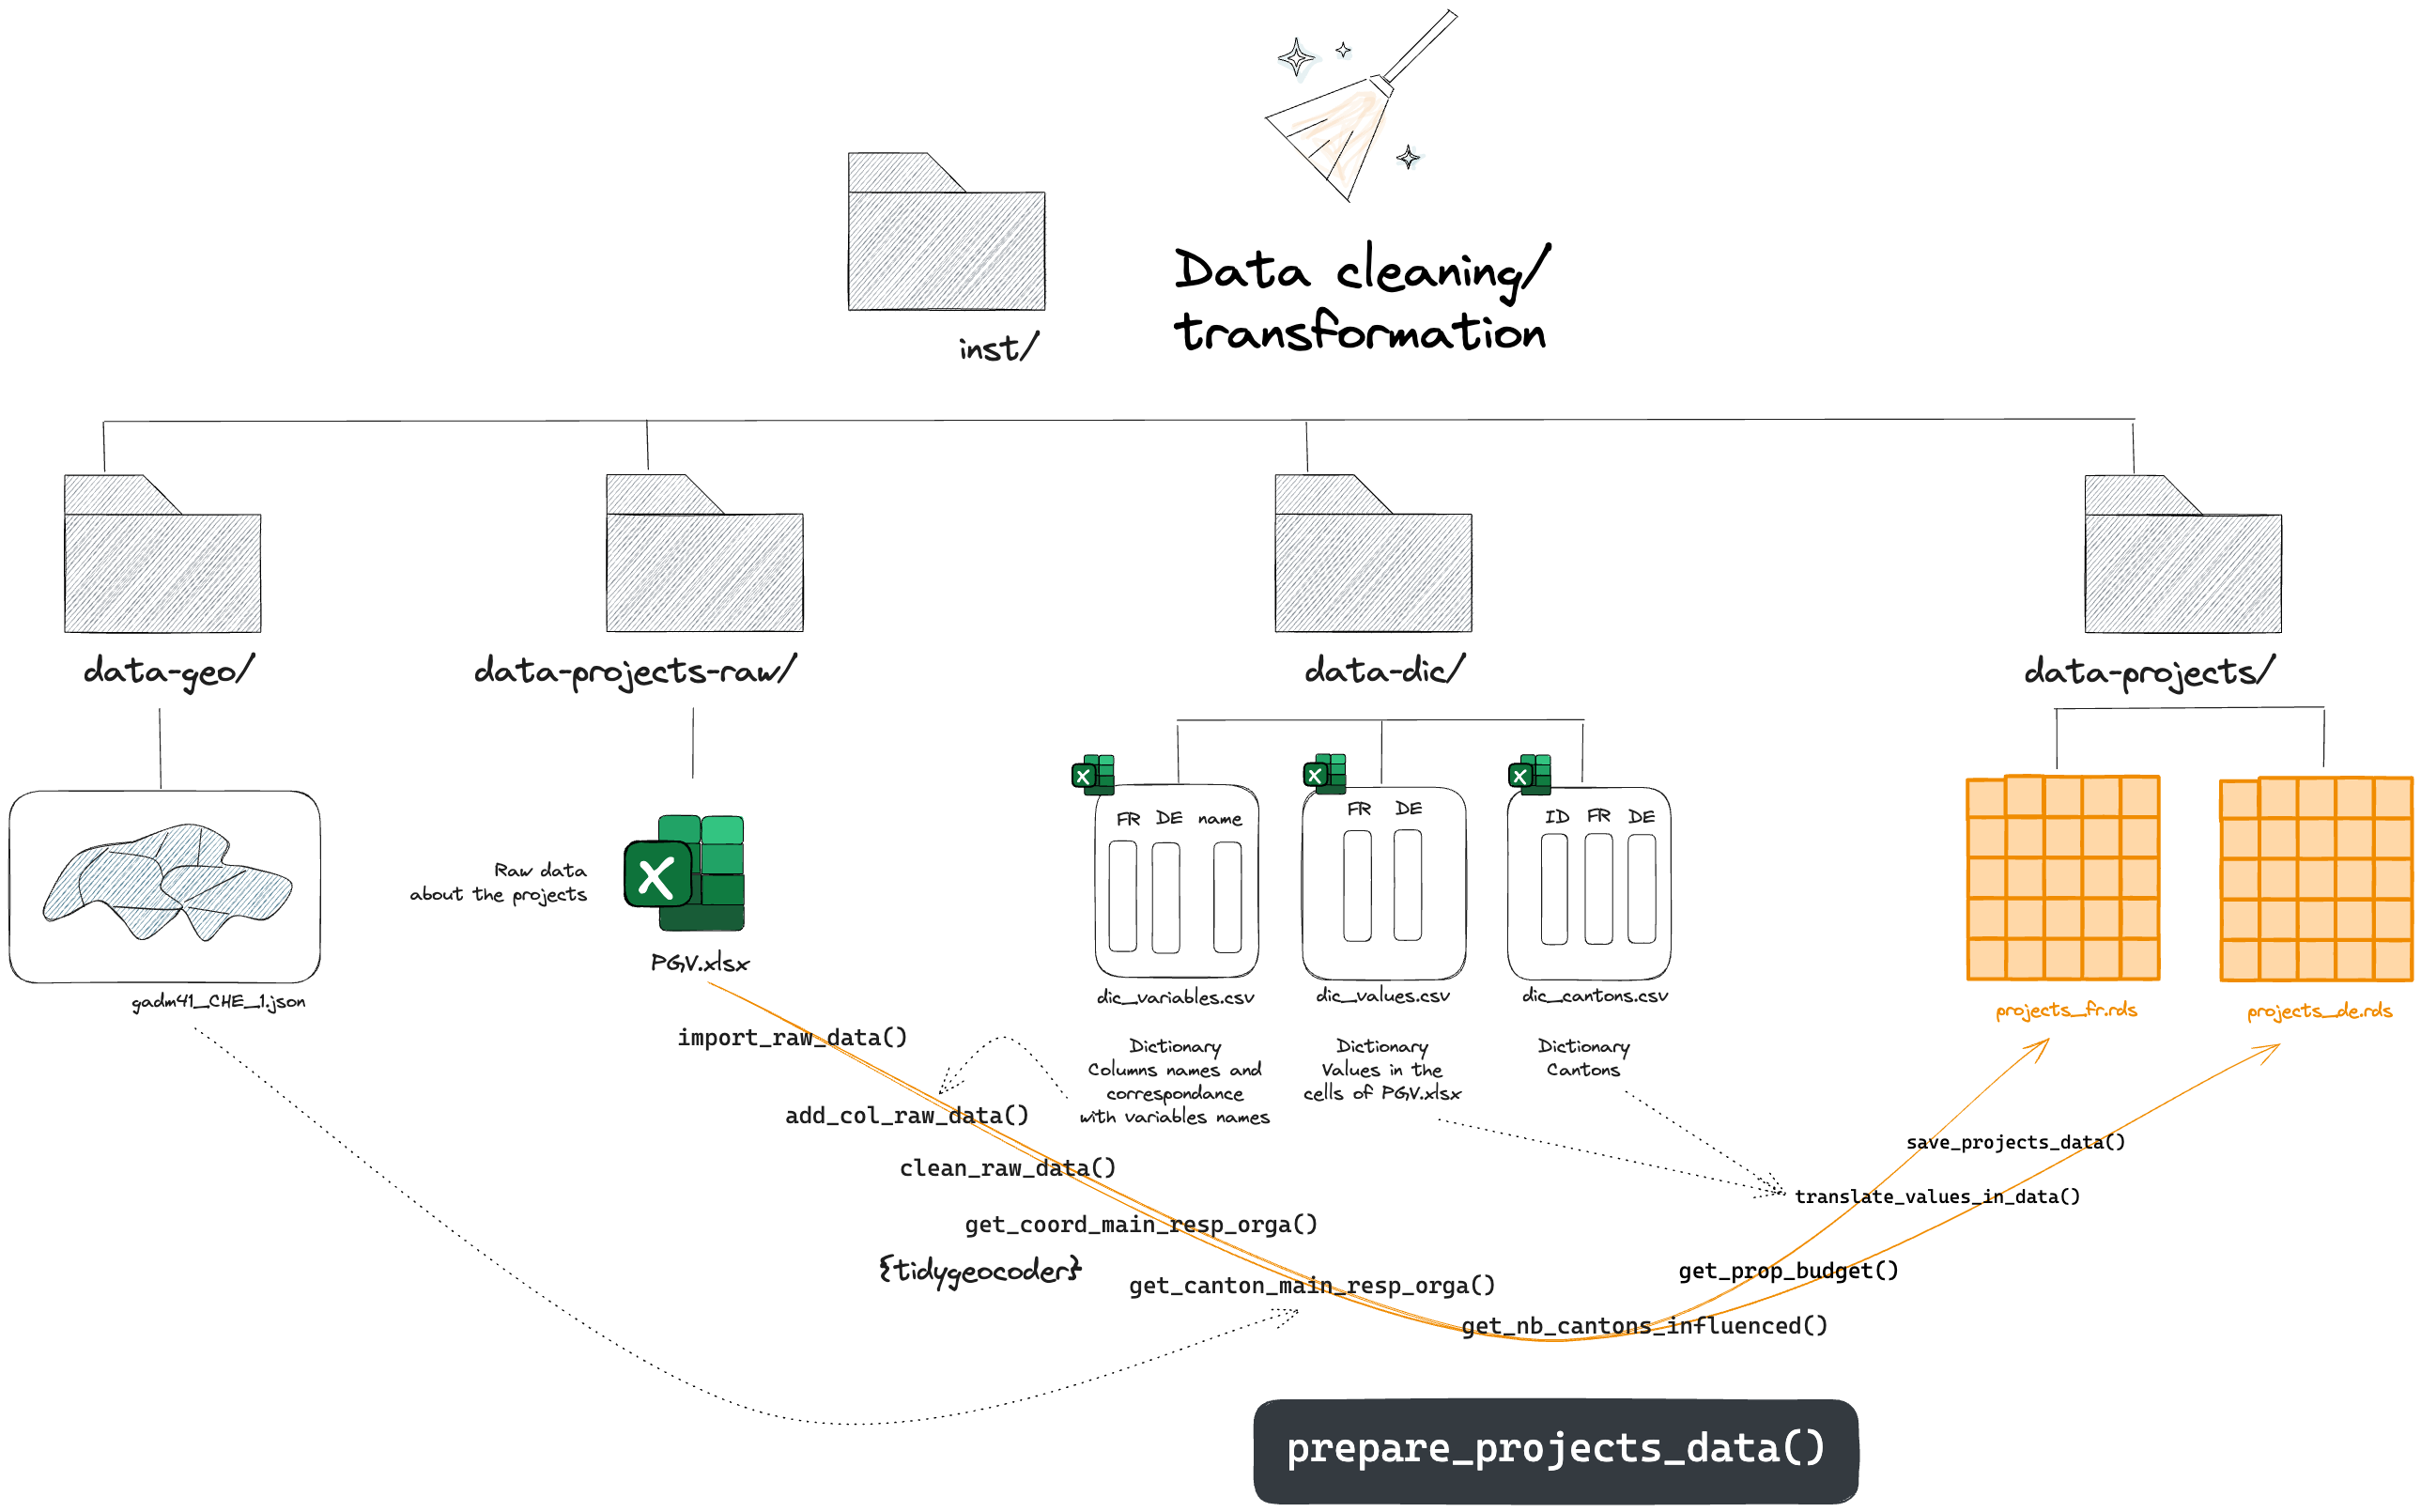 Data cleaning/
transformation
inst/
data-geo/
data-projects-raw/
data-dic/
data-projects/
gadm41_CHE_1.json
Raw data
about the projects
X
PGV.xlsx
X
FR DE name
dic_variables.csv
Dictionary
Columns names and
correspondance
with variables names
X
FR DE
dic_values.csv
Dictionary
Values in the
cells of PGV.xlsx
X
ID FR DE
dic_cantons.csv
Dictionary
Cantons
projects_fr.rds
projects_de.rds
import_raw_data()
add_col_raw_data()
clean_raw_data()
get_coord_main_resp_orga()
{tidygeocoder}
get_canton_main_resp_orga()
get_nb_cantons_influenced()
get_prop_budget()
translate_values_in_data()
save_projects_data()
prepare_projects_data()